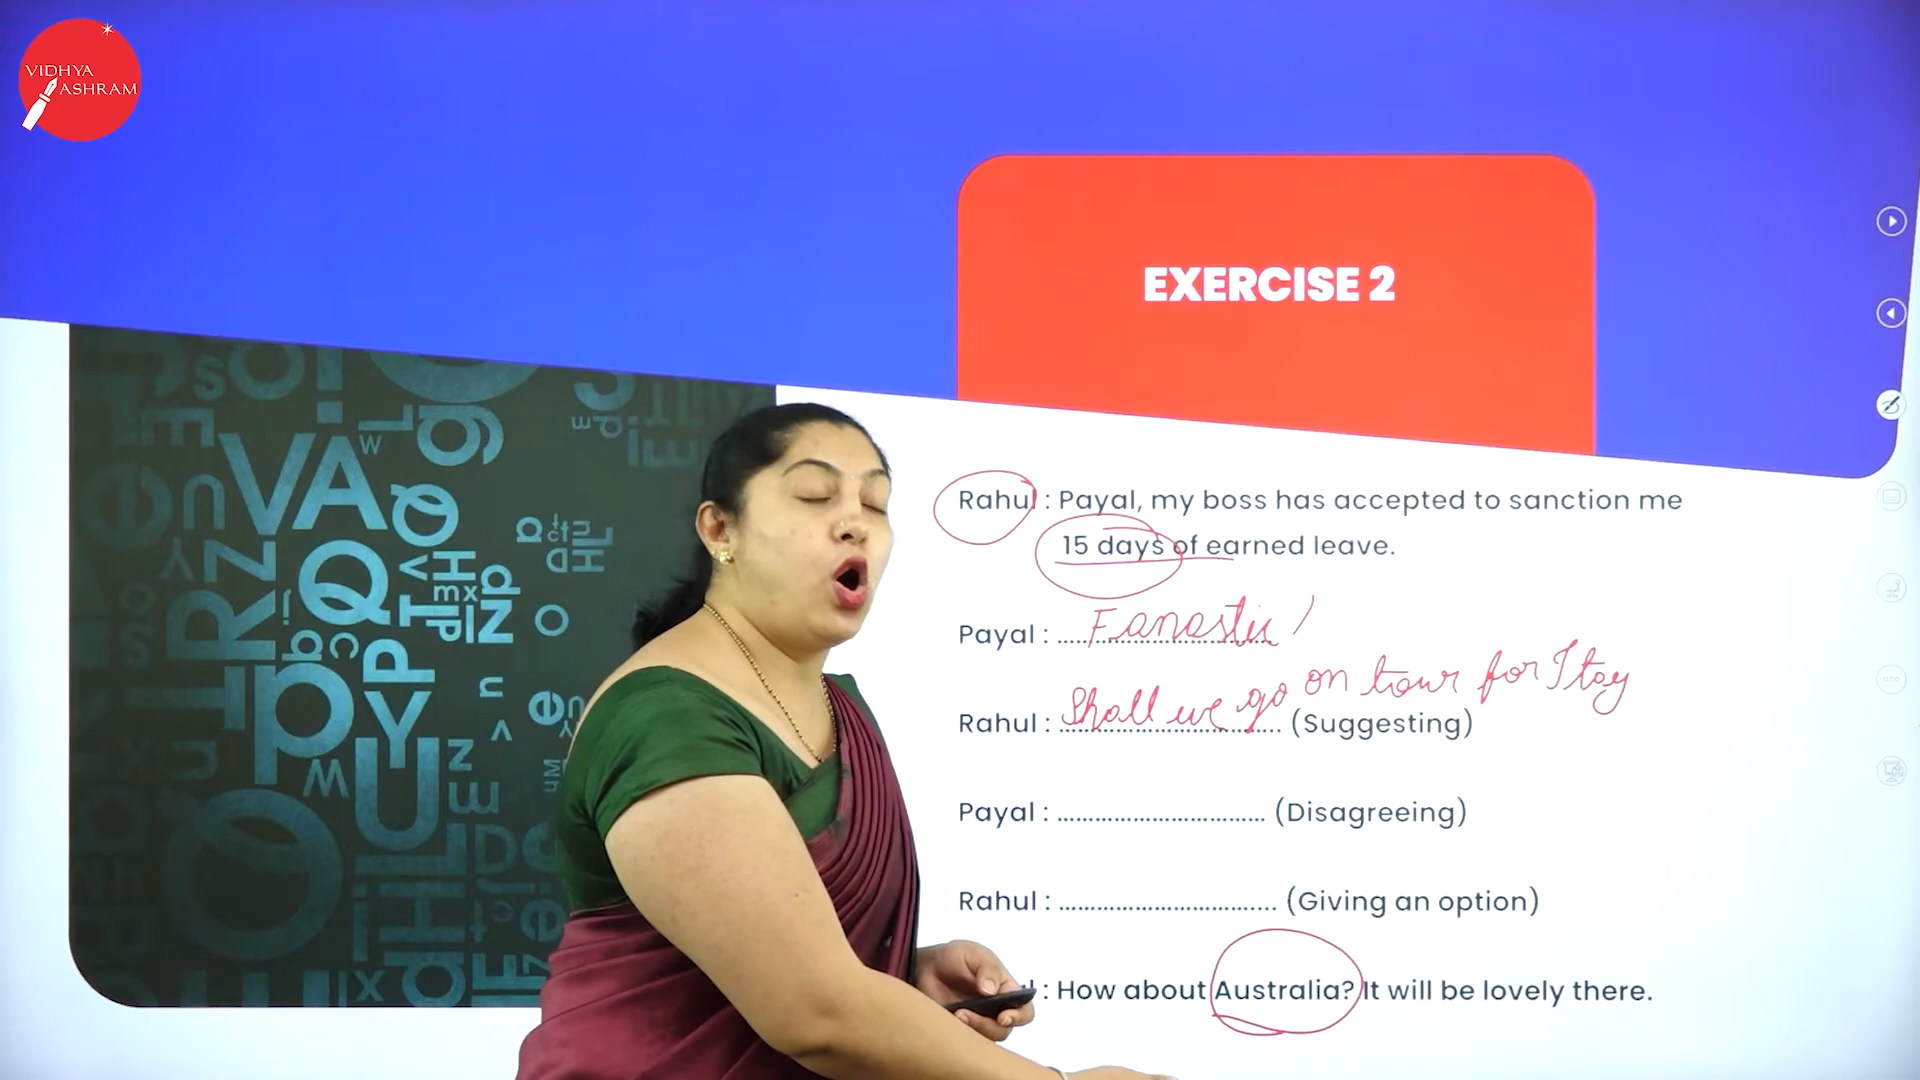 VIDHYA
ASHRAM
EXERCISE 2
Rahul : Payal, my boss has accepted to sanction me
15 days of earned leave.
Payal : ..... Fanastic !
Rahul : Shall we go on tour for Italy (Suggesting)
Payal : ................................ (Disagreeing)
Rahul : ................................. (Giving an option)
l : How about Australia? It will be lovely there.